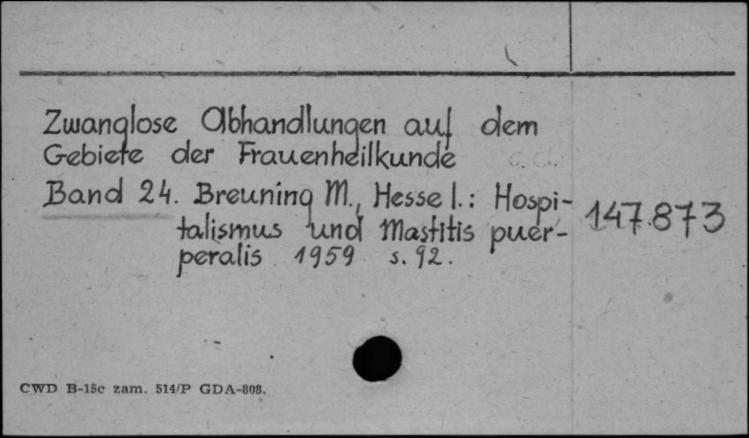 Zwanglose Abhandlungen auf dem
Gebiete der Frauenheilkunde
c.d.
Band 24. Breuning M., Hesse I.: Hospi-
talismus und Mastitis puer-
peralis 1959 s. 92.
147.873
CWD B-15c zam. 514/P GDA-808.